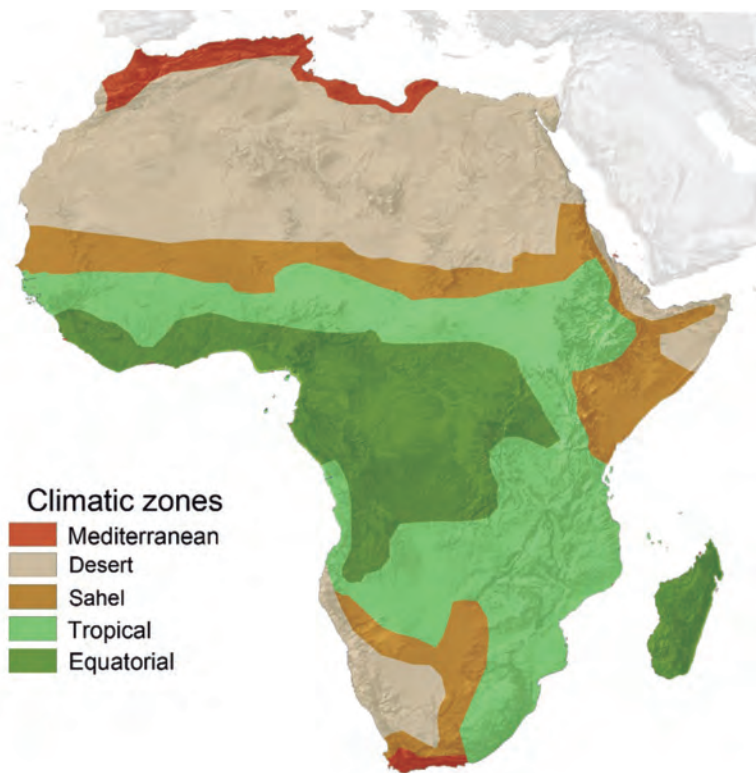 Climatic zones
Mediterranean
Desert
Sahel
Tropical
Equatorial